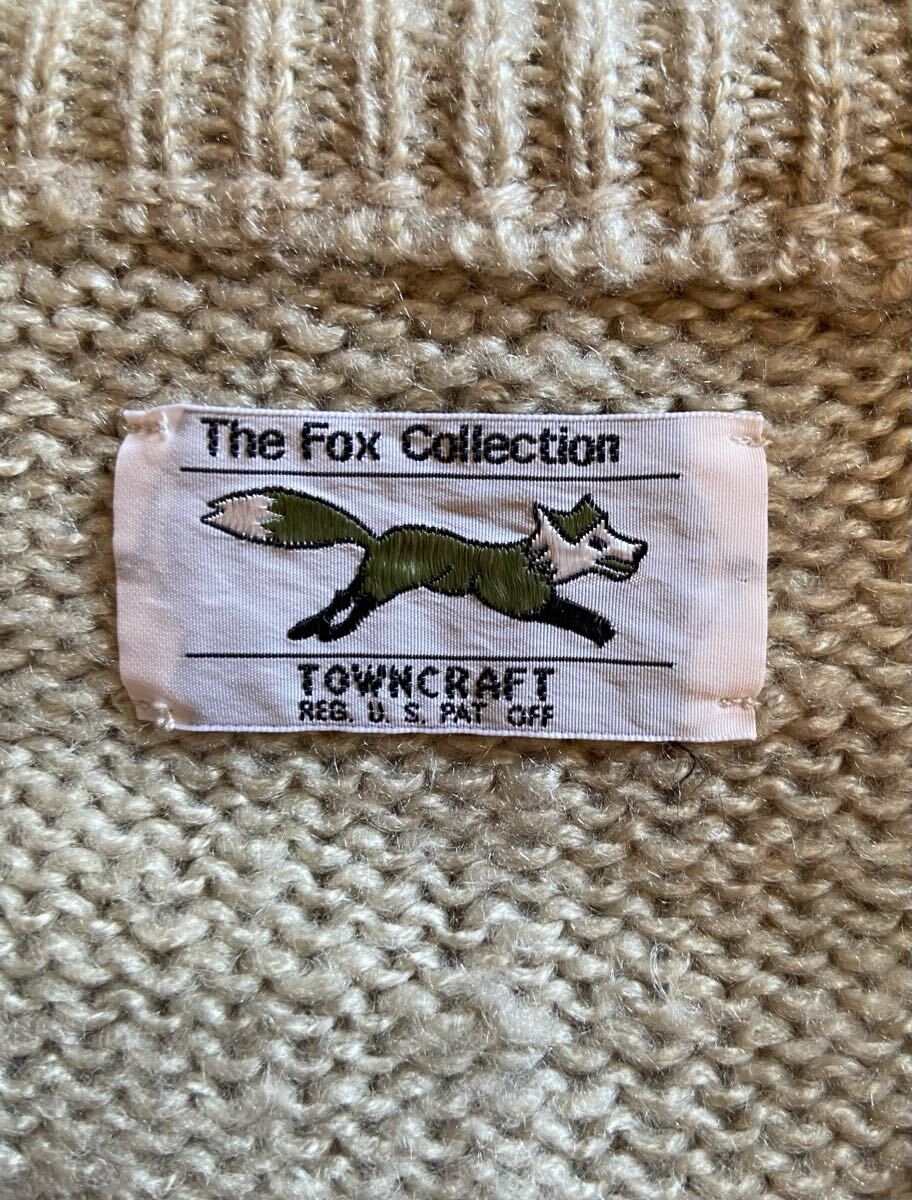 The Fox Collection
TOWNCRAFT
REG. U. S. PAT OFF